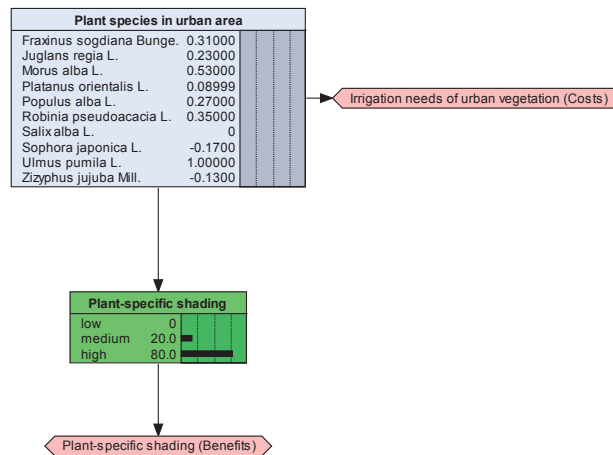 Plant species in urban area
Fraxinus sogdiana Bunge. 0.31000
Juglans regia L. 0.23000
Morus alba L. 0.53000
Platanus orientalis L. 0.08999
Populus alba L. 0.27000
Robinia pseudoacacia L. 0.35000
Salix alba L. 0
Sophora japonica L. -0.1700
Ulmus pumila L. 1.00000
Zizyphus jujuba Mill. -0.1300
Irrigation needs of urban vegetation (Costs)
Plant-specific shading
low 0
medium 20.0
high 80.0
Plant-specific shading (Benefits)